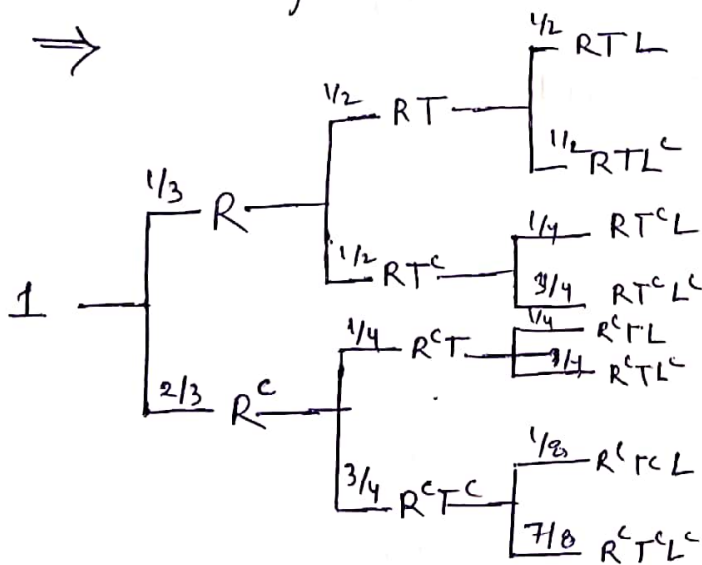 ⇒
1/2 RTL
1/2 RT
1/2 RTL^c
1/3 R
1/4 RT^cL
1/2 RT^c
3/4 RT^cL^c
1
1/4 R^cTL
1/4 R^cT
3/4 R^cTL^c
2/3 R^c
1/8 R^cT^cL
3/4 R^cT^c
7/8 R^cT^cL^c